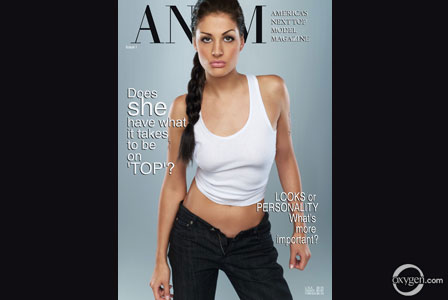 ANTM
AMERICA'S
NEXT TOP
MODEL
MAGAZINE
Does
she
have what
it takes
to be
on
'TOP'?
LOOKS or
PERSONALITY
What's
more
important?
oxygen.com